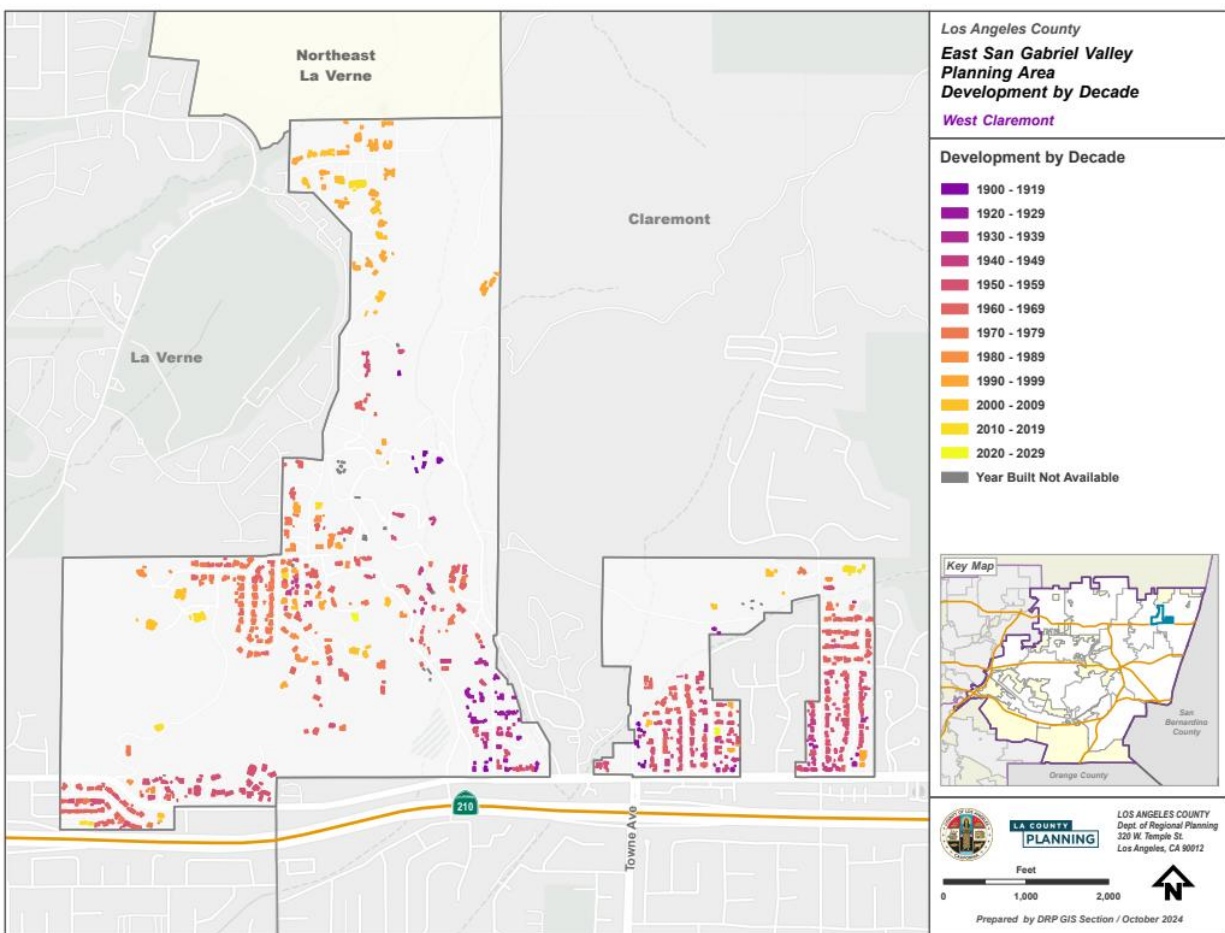 Northeast
La Verne
Claremont
La Verne
210
Towne Ave
Los Angeles County
East San Gabriel Valley
Planning Area
Development by Decade
West Claremont
Development by Decade
1900 - 1919
1920 - 1929
1930 - 1939
1940 - 1949
1950 - 1959
1960 - 1969
1970 - 1979
1980 - 1989
1990 - 1999
2000 - 2009
2010 - 2019
2020 - 2029
Year Built Not Available
Key Map
San
Bernardino
County
Orange County
LA COUNTY
PLANNING
LOS ANGELES COUNTY
Dept. of Regional Planning
320 W. Temple St.
Los Angeles, CA 90012
Feet
0 1,000 2,000
N
Prepared by DRP GIS Section / October 2024